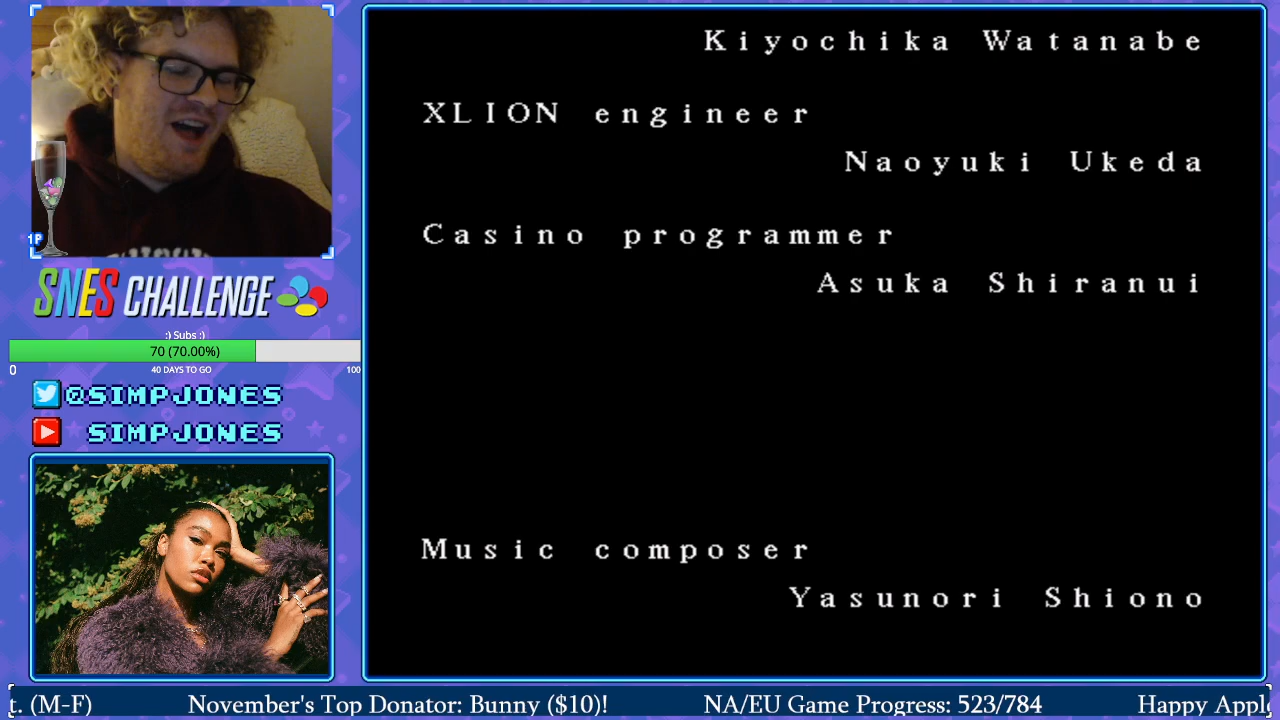 1P
SNES CHALLENGE
:) Subs :)
70 (70.00%)
0
40 DAYS TO GO
100
@SIMPJONES
SIMPJONES
Kiyochika Watanabe
XLION engineer
Naoyuki Ukeda
Casino programmer
Asuka Shiranui
Music composer
Yasunori Shiono
t. (M-F) November's Top Donator: Bunny ($10)! NA/EU Game Progress: 523/784 Happy Appl